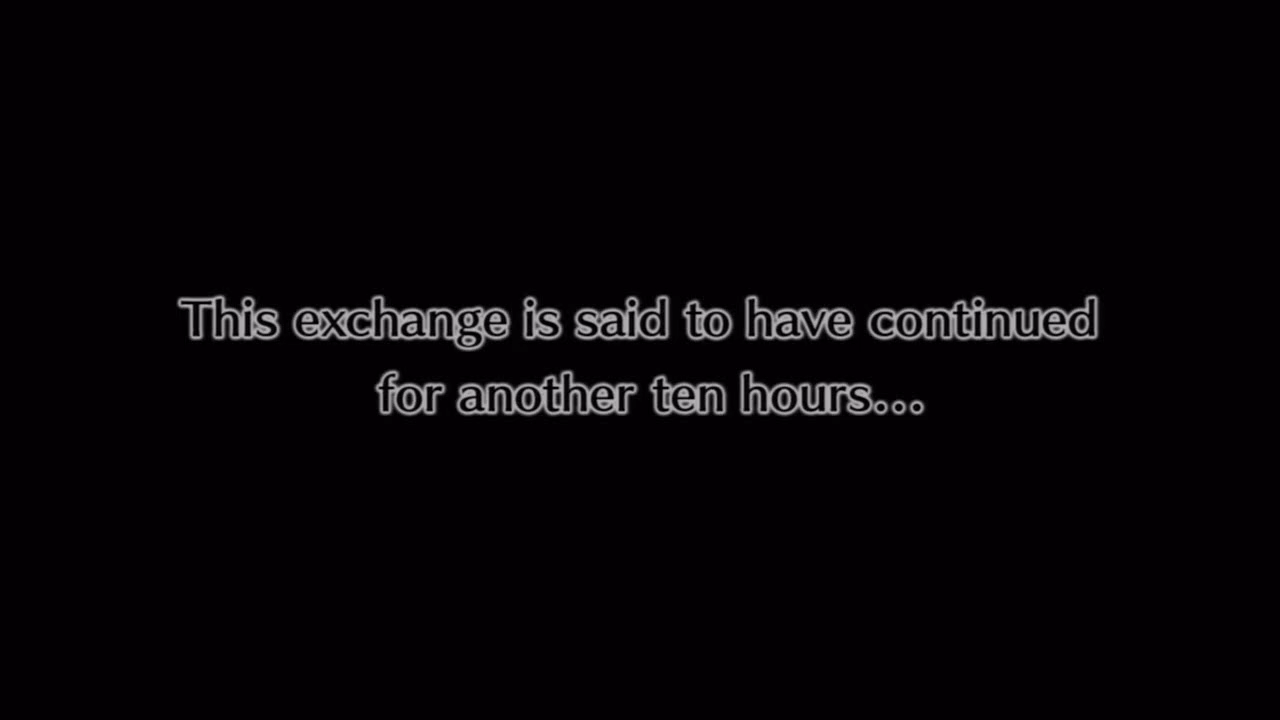 This exchange is said to have continued
for another ten hours...